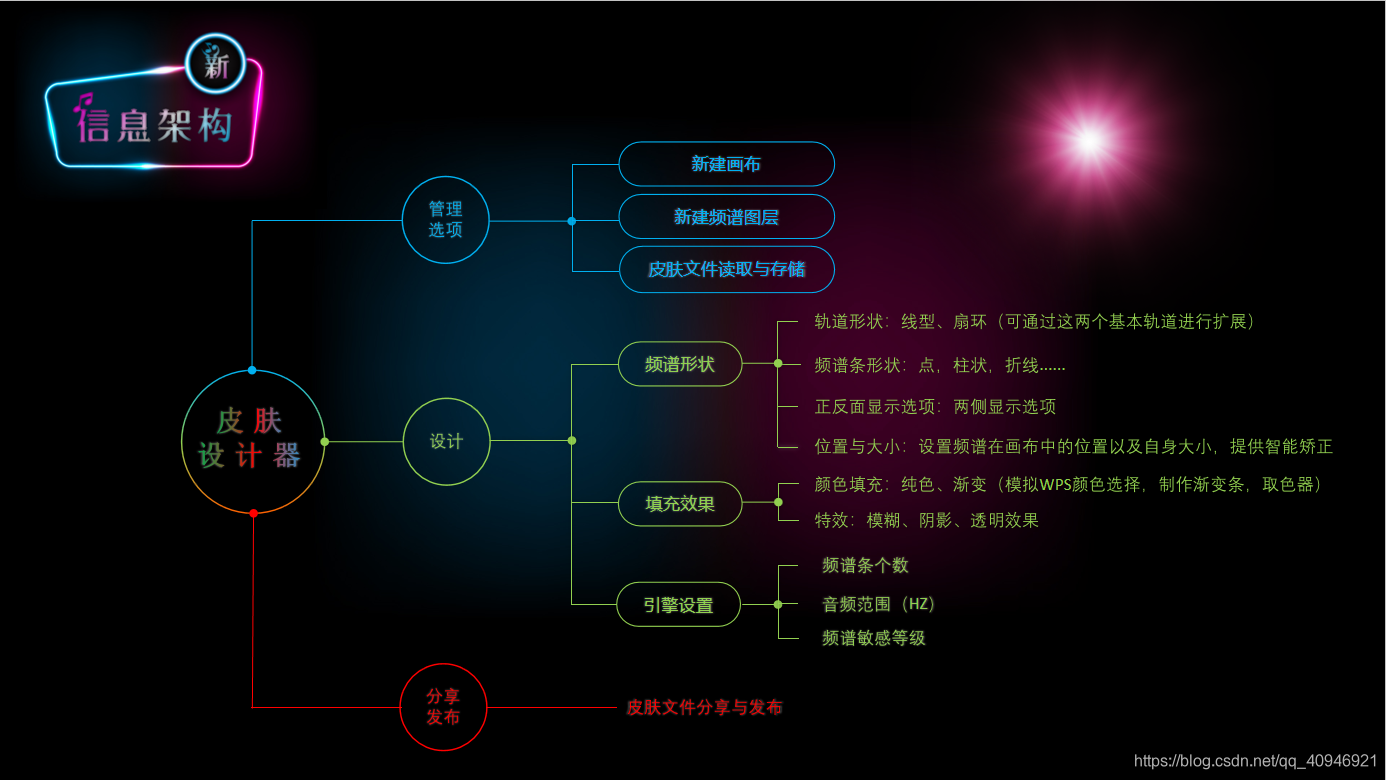 新
信息架构
管理
选项
新建画布
新建频谱图层
皮肤文件读取与存储
皮肤
设计器
设计
频谱形状
轨道形状：线型、扇环（可通过这两个基本轨道进行扩展）
频谱条形状：点，柱状，折线......
正反面显示选项：两侧显示选项
位置与大小：设置频谱在画布中的位置以及自身大小，提供智能矫正
填充效果
颜色填充：纯色、渐变（模拟WPS颜色选择，制作渐变条，取色器）
特效：模糊、阴影、透明效果
引擎设置
频谱条个数
音频范围（HZ）
频谱敏感等级
分享
发布
皮肤文件分享与发布
https://blog.csdn.net/qq_40946921